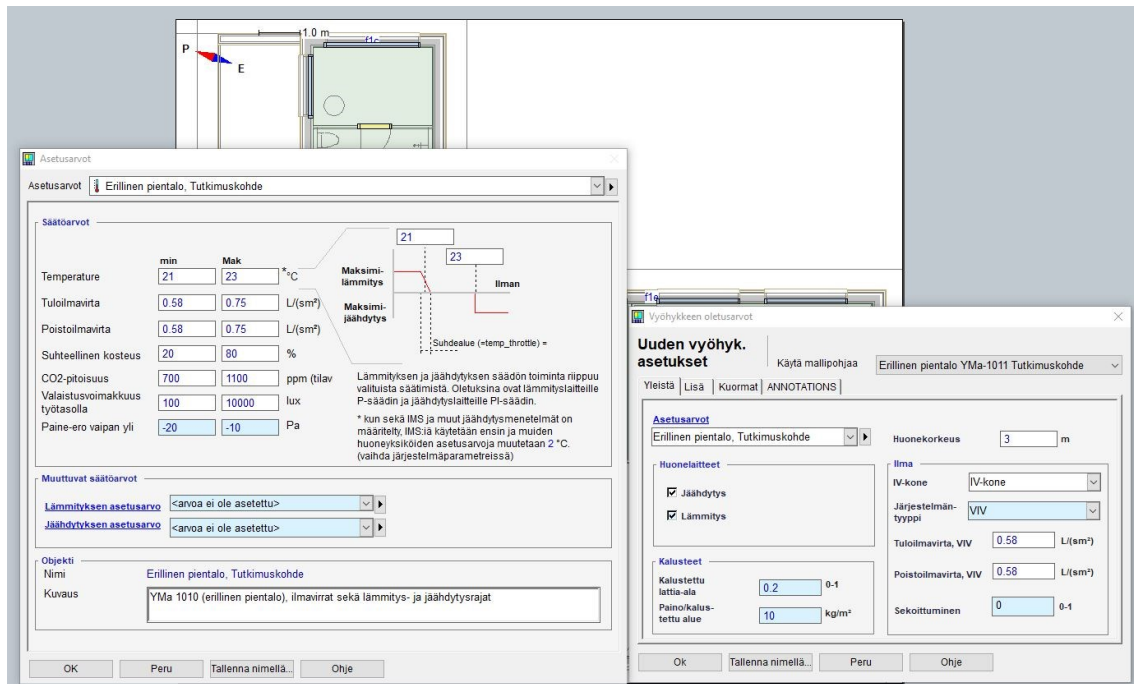 1.0 m
f1c
P
E
Asetusarvot
Asetusarvot Erillinen pientalo, Tutkimuskohde
Säätöarvot
min Mak
Temperature 21 23 *°C
Tuloilmavirta 0.58 0.75 L/(sm²)
Poistoilmavirta 0.58 0.75 L/(sm²)
Suhteellinen kosteus 20 80 %
CO2-pitoisuus 700 1100 ppm (tilav
Valaistusvoimakkuus
työtasolla 100 10000 lux
Paine-ero vaipan yli -20 -10 Pa
21
23
Maksimi-
lämmitys
Ilman
Maksimi-
jäähdytys
Suhdealue (=temp_throttle) =
Lämmityksen ja jäähdytyksen säädön toiminta riippuu
valituista säätimistä. Oletuksina ovat lämmityslaitteille
P-säädin ja jäähdytyslaitteille PI-säädin.
* kun sekä IMS ja muut jäähdytysmenetelmät on
määritelty, IMS:iä käytetään ensin ja muiden
huoneyksiköiden asetusarvoja muutetaan 2 °C.
(vaihda järjestelmäparametreissä)
Muuttuvat säätöarvot
Lämmityksen asetusarvo <arvoa ei ole asetettu>
Jäähdytyksen asetusarvo <arvoa ei ole asetettu>
Objekti
Nimi Erillinen pientalo, Tutkimuskohde
Kuvaus YMa 1010 (erillinen pientalo), ilmavirrat sekä lämmitys- ja jäähdytysrajat
OK Peru Tallenna nimellä... Ohje
Vyöhykkeen oletusarvot
Uuden vyöhyk.
asetukset
Käytä mallipohjaa Erillinen pientalo YMa-1011 Tutkimuskohde
Yleistä Lisä Kuormat ANNOTATIONS
Asetusarvot
Erillinen pientalo, Tutkimuskohde
Huonekorkeus 3 m
Huonelaitteet
Jäähdytys
Lämmitys
Ilma
IV-kone IV-kone
Järjestelmän-
tyyppi VIV
Tuloilmavirta, VIV 0.58 L/(sm²)
Poistoilmavirta, VIV 0.58 L/(sm²)
Sekoittuminen 0 0-1
Kalusteet
Kalustettu
lattia-ala 0.2 0-1
Paino/kalus-
tettu alue 10 kg/m²
Ok Tallenna nimellä... Peru Ohje